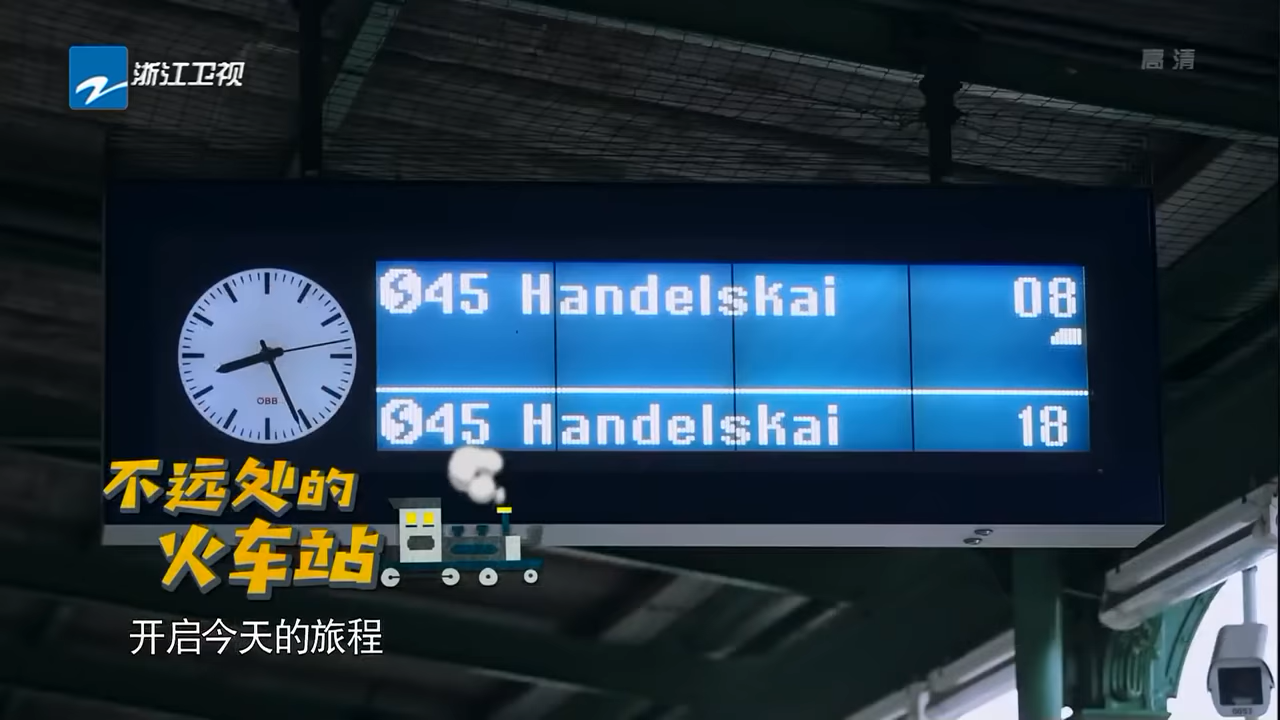 浙江卫视
高清
S45 Handelskai 08
ÖBB
S45 Handelskai 18
不远处的
火车站
开启今天的旅程